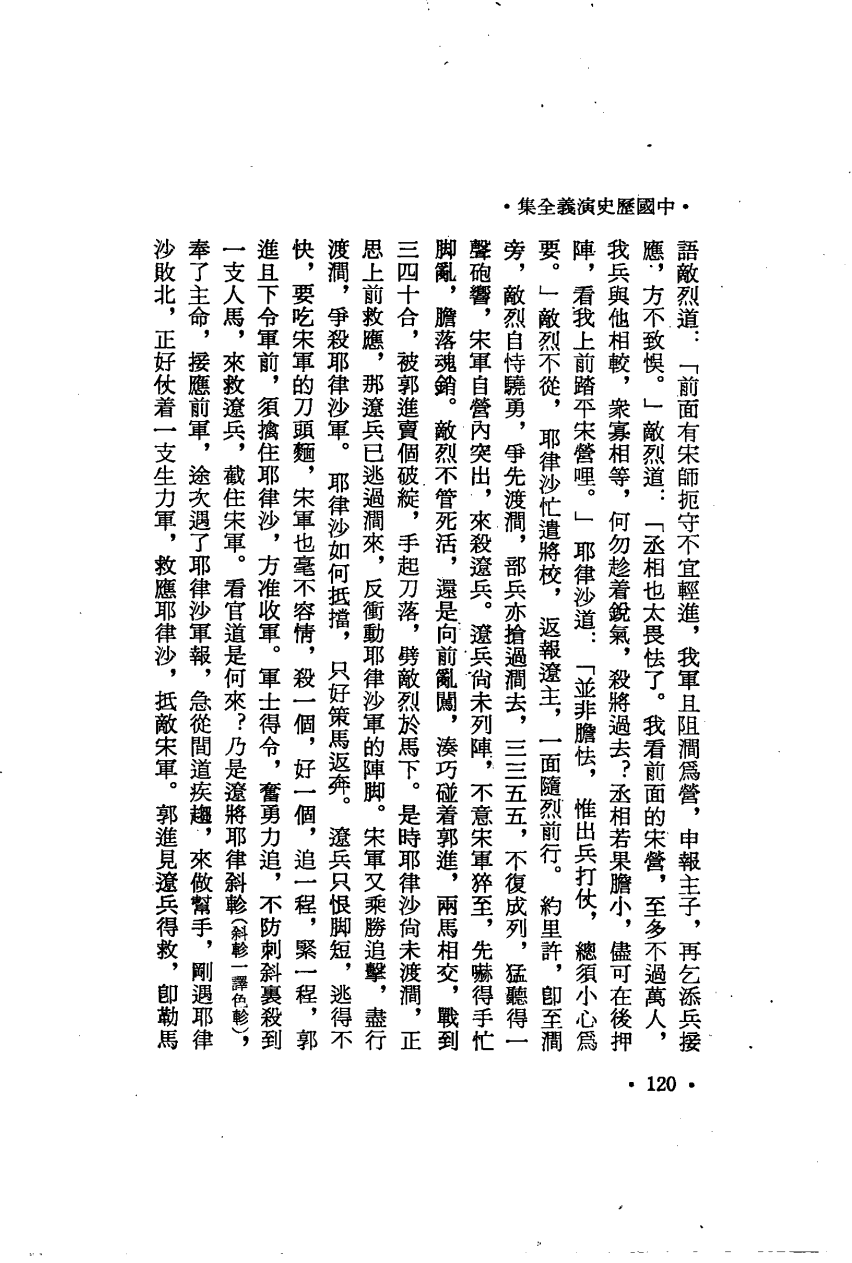 ·中國歷史演義全集·
語敵烈道：「前面有宋師扼守不宜輕進，我軍且阻澗爲營，申報主子，再乞添兵接
應，方不致悞。」敵烈道：「丞相也太畏怯了。我看前面的宋營，至多不過萬人，
我兵與他相較，衆寡相等，何勿趁着銳氣，殺將過去？丞相若果膽小，儘可在後押
陣，看我上前踏平宋營哩。」耶律沙道：「並非膽怯，惟出兵打仗，總須小心爲
要。」敵烈不從，耶律沙忙遣將校，返報遼主，一面隨烈前行。約里許，卽至澗
旁，敵烈自恃驍勇，爭先渡澗，部兵亦搶過澗去，三三五五，不復成列，猛聽得一
聲砲響，宋軍自營內突出，來殺遼兵。遼兵尙未列陣，不意宋軍猝至，先嚇得手忙
脚亂，膽落魂銷。敵烈不管死活，還是向前亂闖，湊巧碰着郭進，兩馬相交，戰到
三四十合，被郭進賣個破綻，手起刀落，劈敵烈於馬下。是時耶律沙尙未渡澗，正
思上前救應，那遼兵已逃過澗來，反衝動耶律沙軍的陣脚。宋軍又乘勝追擊，盡行
渡澗，爭殺耶律沙軍。耶律沙如何抵擋，只好策馬返奔。遼兵只恨脚短，逃得不
快，要吃宋軍的刀頭麵，宋軍也毫不容情，殺一個，好一個，追一程，緊一程，郭
進且下令軍前，須擒住耶律沙，方准收軍。軍士得令，奮勇力追，不防刺斜裏殺到
一支人馬，來救遼兵，截住宋軍。看官道是何來？乃是遼將耶律斜軫（斜軫一譯色軫），
奉了主命，接應前軍，途次遇了耶律沙軍報，急從間道疾趨，來做幫手，剛遇耶律
沙敗北，正好仗着一支生力軍，救應耶律沙，抵敵宋軍。郭進見遼兵得救，卽勒馬
·120·